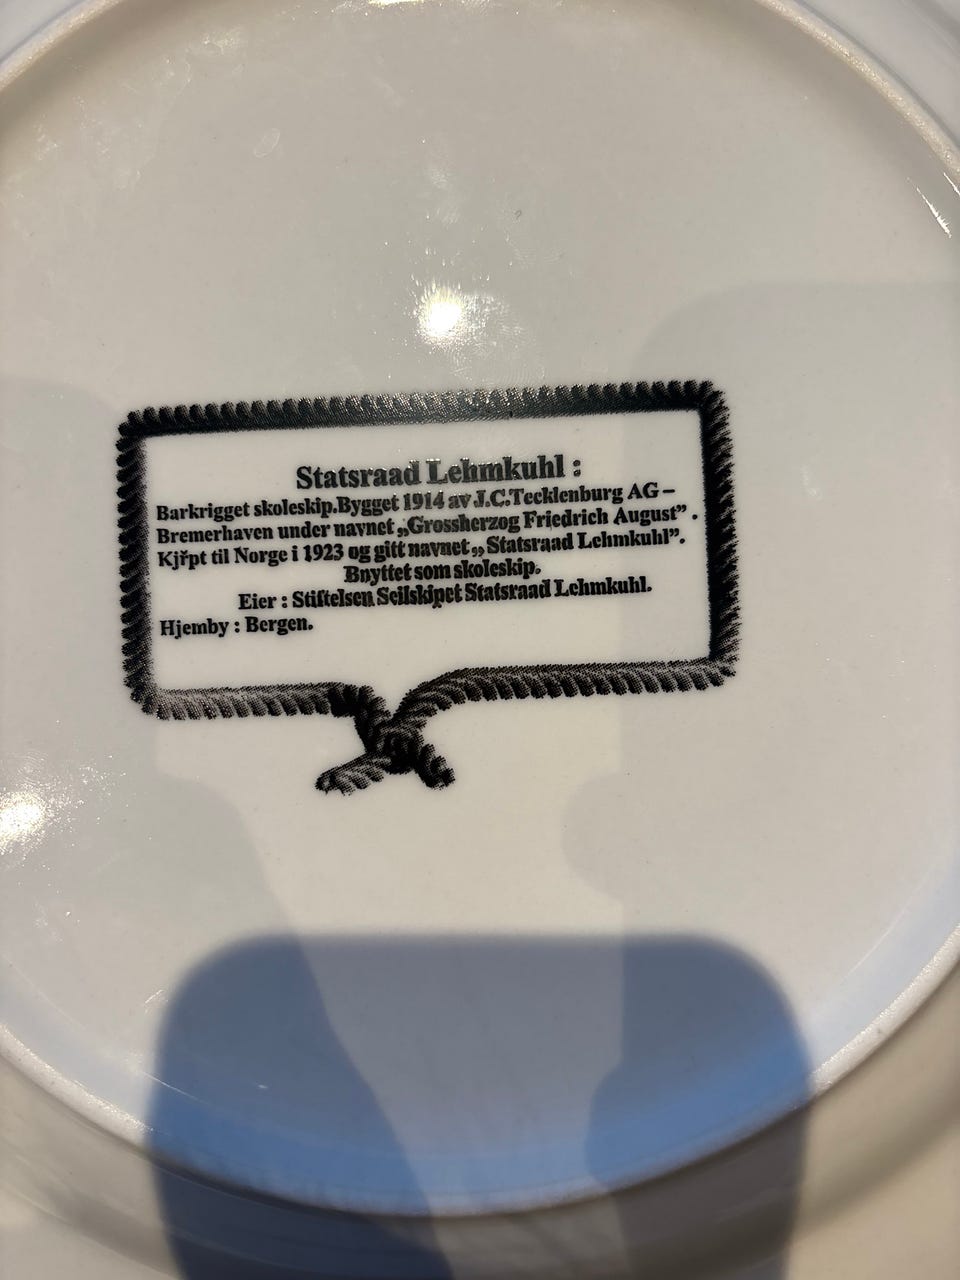 Statsraad Lehmkuhl :
Barkrigget skoleskip.Bygget 1914 av J.C.Tecklenburg AG –
Bremerhaven under navnet „Grossherzog Friedrich August” .
Kjřpt til Norge i 1923 og gitt navnet „ Statsraad Lehmkuhl”.
Bnyttet som skoleskip.
Eier : Stiftelsen Seilskipet Statsraad Lehmkuhl.
Hjemby : Bergen.